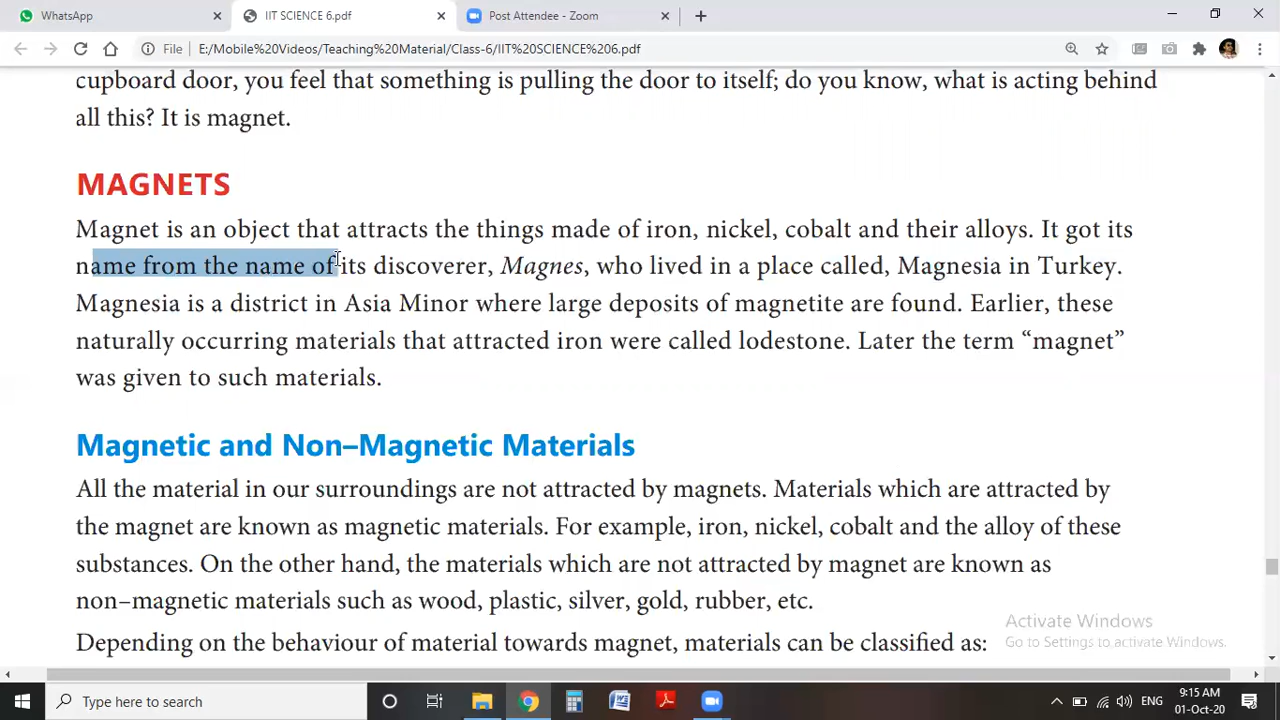 WhatsApp
IIT SCIENCE 6.pdf
Post Attendee - Zoom
File
E:/Mobile%20Videos/Teaching%20Material/Class-6/IIT%20SCIENCE%206.pdf
cupboard door, you feel that something is pulling the door to itself; do you know, what is acting behind
all this? It is magnet.
MAGNETS
Magnet is an object that attracts the things made of iron, nickel, cobalt and their alloys. It got its
name from the name of its discoverer, Magnes, who lived in a place called, Magnesia in Turkey.
Magnesia is a district in Asia Minor where large deposits of magnetite are found. Earlier, these
naturally occurring materials that attracted iron were called lodestone. Later the term “magnet”
was given to such materials.
Magnetic and Non–Magnetic Materials
All the material in our surroundings are not attracted by magnets. Materials which are attracted by
the magnet are known as magnetic materials. For example, iron, nickel, cobalt and the alloy of these
substances. On the other hand, the materials which are not attracted by magnet are known as
non–magnetic materials such as wood, plastic, silver, gold, rubber, etc.
Depending on the behaviour of material towards magnet, materials can be classified as:
Activate Windows
Go to Settings to activate Windows.
Type here to search
ENG
9:15 AM
01-Oct-20